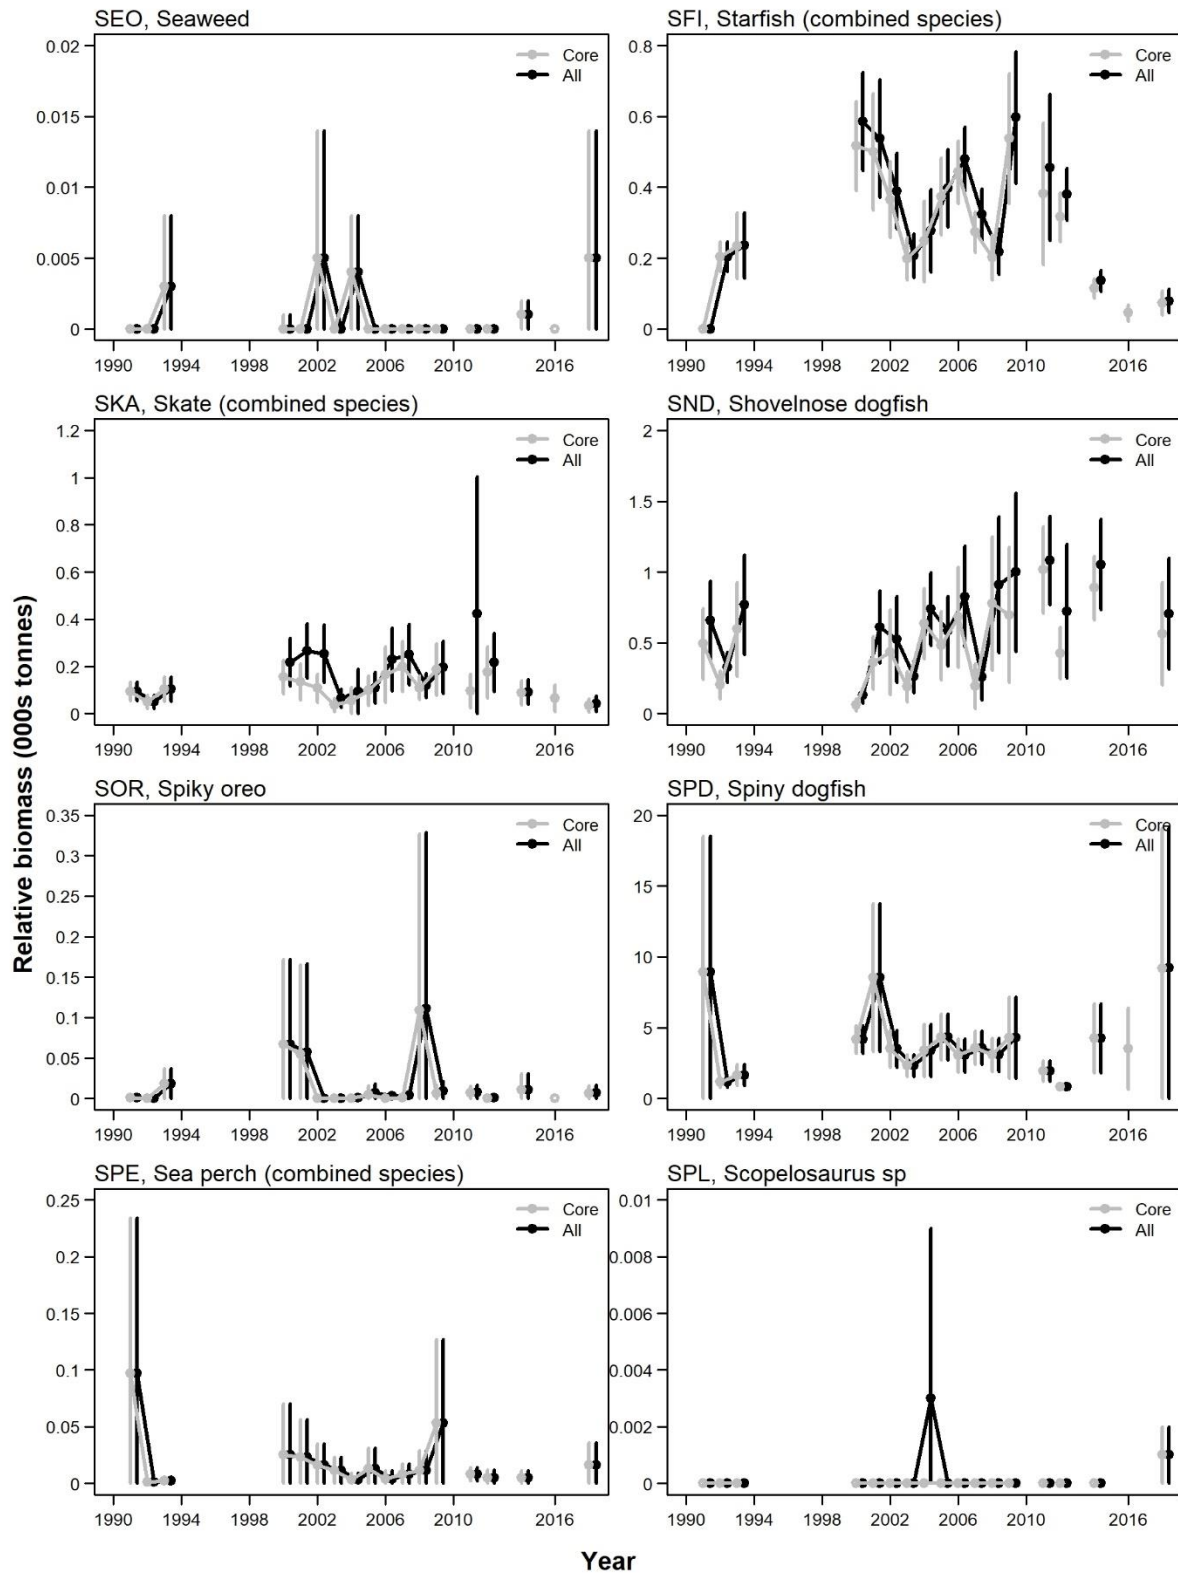 SEO, Seaweed
0.02
0.015
0.01
0.005
0
Core
All
1990 1994 1998 2002 2006 2010 2016
SFI, Starfish (combined species)
0.8
0.6
0.4
0.2
0
Core
All
1990 1994 1998 2002 2006 2010 2016
SKA, Skate (combined species)
1.2
1
0.8
0.6
0.4
0.2
0
Core
All
1990 1994 1998 2002 2006 2010 2016
SND, Shovelnose dogfish
2
1.5
1
0.5
0
Core
All
1990 1994 1998 2002 2006 2010 2016
Relative biomass (000s tonnes)
SOR, Spiky oreo
0.35
0.3
0.25
0.2
0.15
0.1
0.05
0
Core
All
1990 1994 1998 2002 2006 2010 2016
SPD, Spiny dogfish
20
15
10
5
0
Core
All
1990 1994 1998 2002 2006 2010 2016
SPE, Sea perch (combined species)
0.25
0.2
0.15
0.1
0.05
0
Core
All
1990 1994 1998 2002 2006 2010 2016
SPL, Scopelosaurus sp
0.01
0.008
0.006
0.004
0.002
0
Core
All
1990 1994 1998 2002 2006 2010 2016
Year